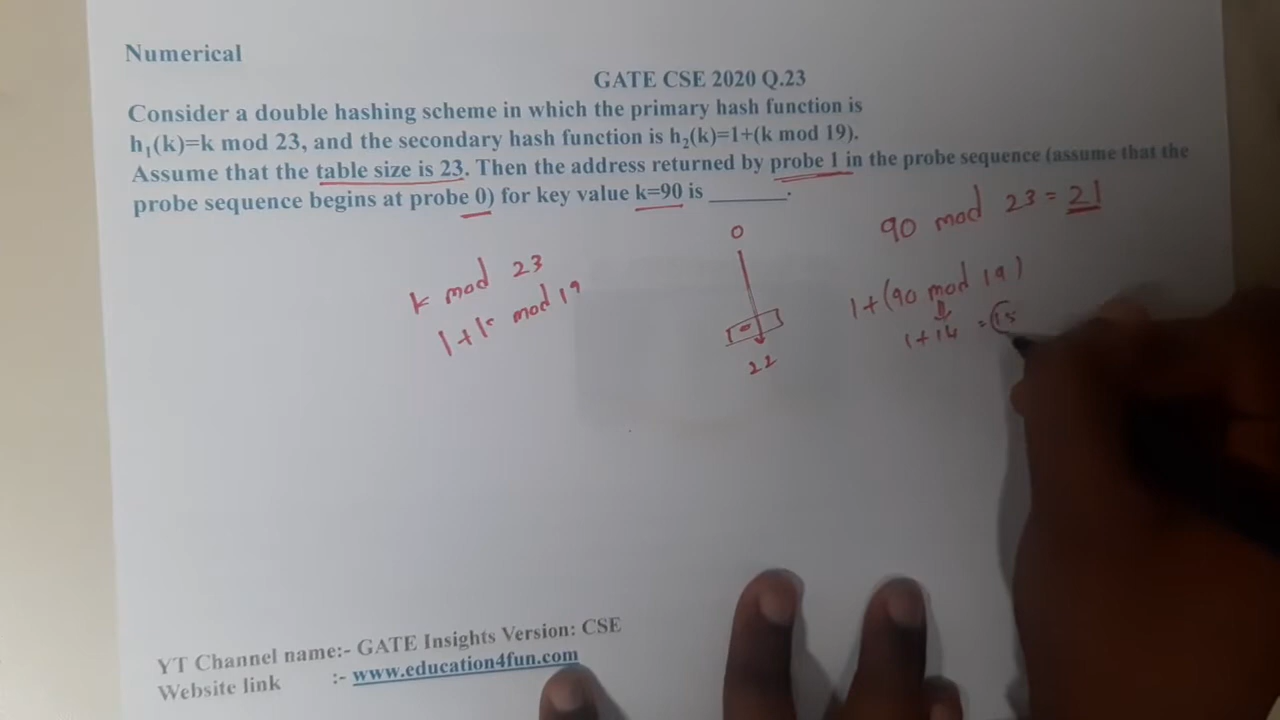 Numerical
GATE CSE 2020 Q.23
Consider a double hashing scheme in which the primary hash function is
h₁(k)=k mod 23, and the secondary hash function is h₂(k)=1+(k mod 19).
Assume that the table size is 23. Then the address returned by probe 1 in the probe sequence (assume that the
probe sequence begins at probe 0) for key value k=90 is ______.
90 mod 23 = 21
k mod 23
1+k mod 19
0
22
1+(90 mod 19)
1+14 = 15
YT Channel name:- GATE Insights Version: CSE
Website link :- www.education4fun.com